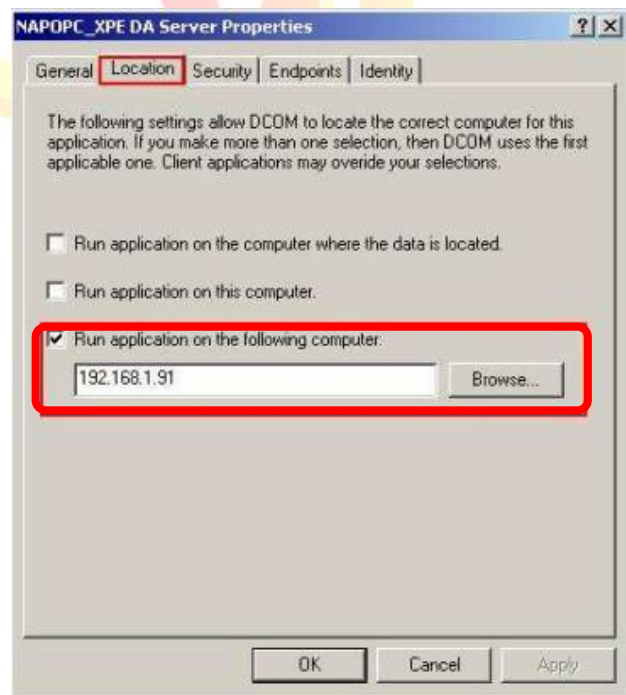 NAPOPC_XPE DA Server Properties
General Location Security Endpoints Identity
The following settings allow DCOM to locate the correct computer for this
application. If you make more than one selection, then DCOM uses the first
applicable one. Client applications may overide your selections.
Run application on the computer where the data is located.
Run application on this computer.
Run application on the following computer:
192.168.1.91 Browse...
OK Cancel Apply